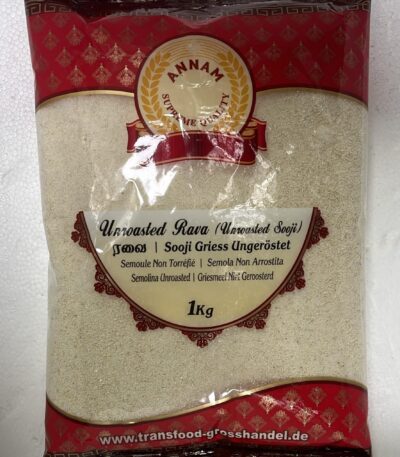 ANNAM
SUPREME QUALITY
Unroasted Rava (Unroasted Sooji)
ரவை | Sooji Griess Ungeröstet
Semoule Non Torréfié | Semola Non Arrostita
Semolina Unroasted | Griesmeel Niet Geroosterd
1Kg
www.transfood-grosshandel.de